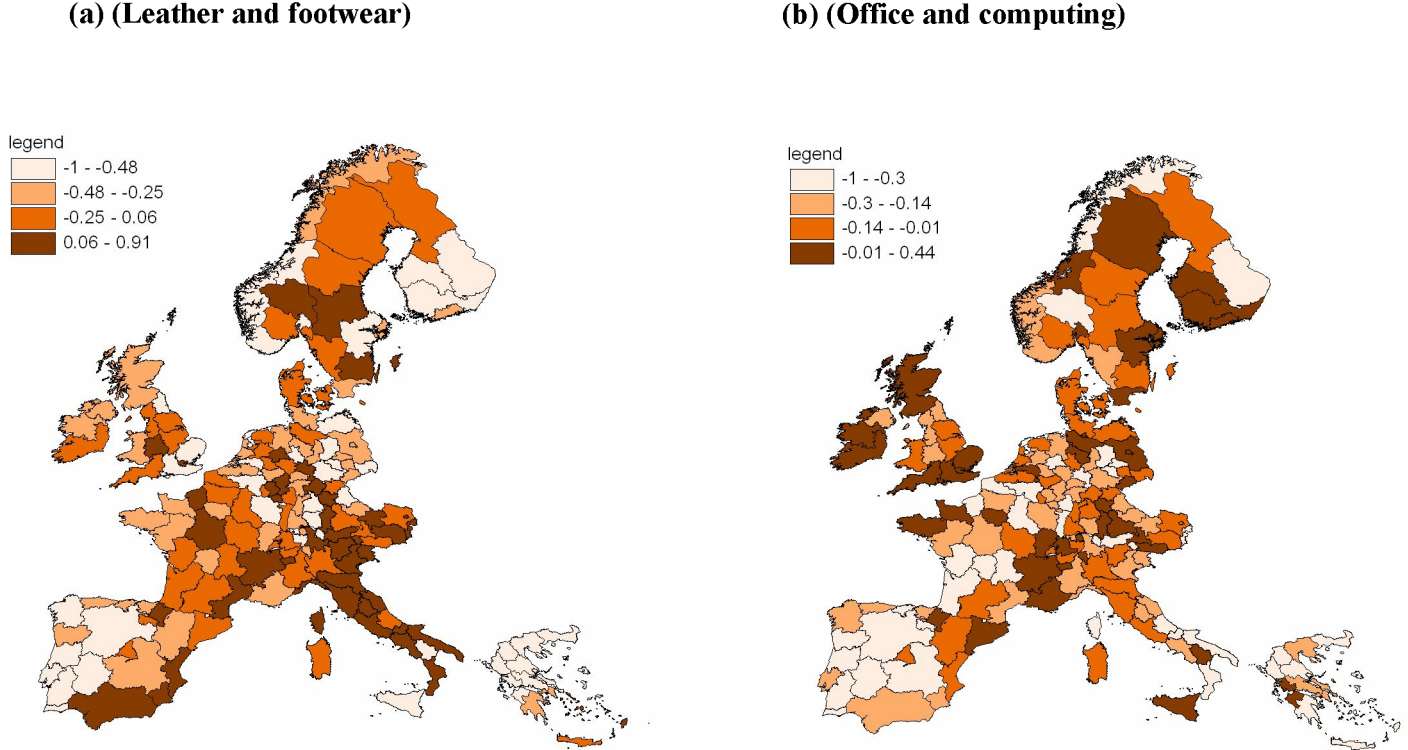 (a) (Leather and footwear)
(b) (Office and computing)
legend
-1 - -0.48
-0.48 - -0.25
-0.25 - 0.06
0.06 - 0.91
legend
-1 - -0.3
-0.3 - -0.14
-0.14 - -0.01
-0.01 - 0.44